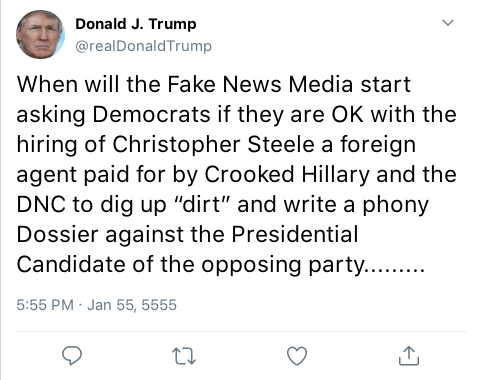 Donald J. Trump
@realDonaldTrump
When will the Fake News Media start
asking Democrats if they are OK with the
hiring of Christopher Steele a foreign
agent paid for by Crooked Hillary and the
DNC to dig up “dirt” and write a phony
Dossier against the Presidential
Candidate of the opposing party.........
5:55 PM · Jan 55, 5555